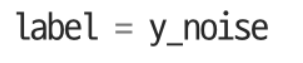 label = y_noise